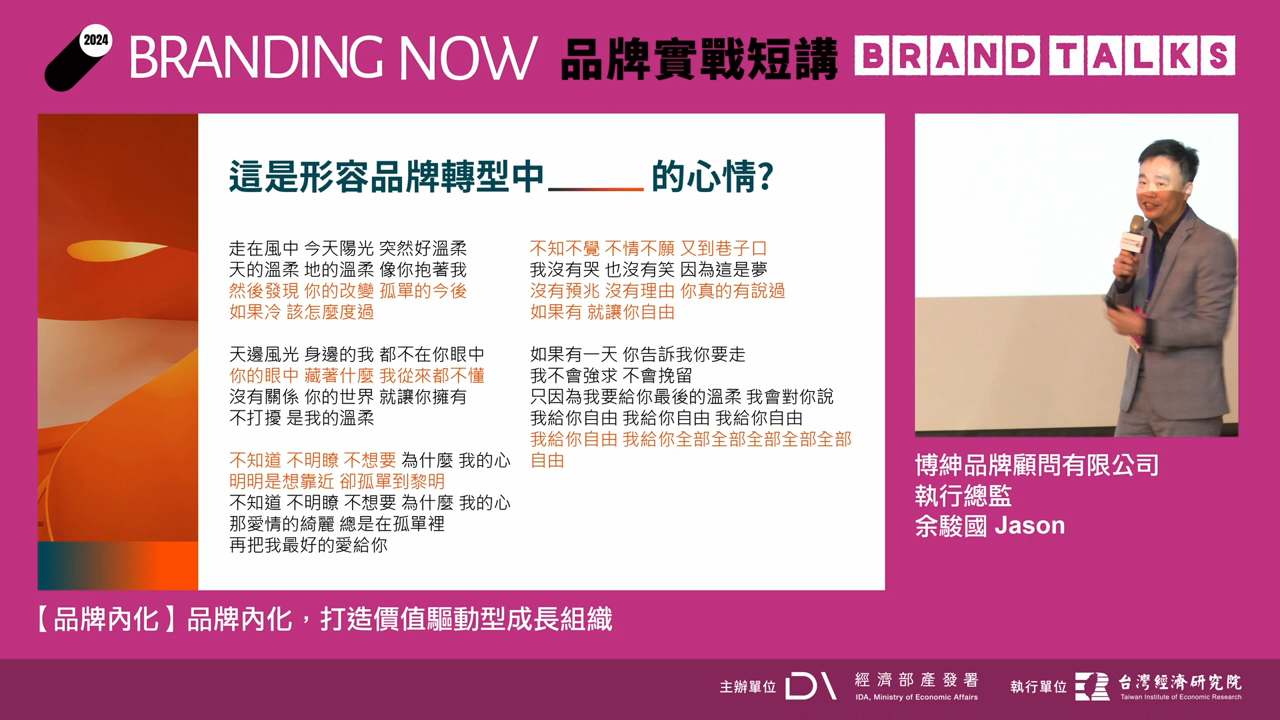 2024
BRANDING NOW 品牌實戰短講 BRAND TALKS
這是形容品牌轉型中______的心情?
走在風中 今天陽光 突然好溫柔
天的溫柔 地的溫柔 像你抱著我
然後發現 你的改變 孤單的今後
如果冷 該怎麼度過
天邊風光 身邊的我 都不在你眼中
你的眼中 藏著什麼 我從來都不懂
沒有關係 你的世界 就讓你擁有
不打擾 是我的溫柔
不知道 不明瞭 不想要 為什麼 我的心
明明是想靠近 卻孤單到黎明
不知道 不明瞭 不想要 為什麼 我的心
那愛情的綺麗 總是在孤單裡
再把我最好的愛給你
不知不覺 不情不願 又到巷子口
我沒有哭 也沒有笑 因為這是夢
沒有預兆 沒有理由 你真的有說過
如果有 就讓你自由
如果有一天 你告訴我你要走
我不會強求 不會挽留
只因為我要給你最後的溫柔 我會對你說
我給你自由 我給你自由 我給你自由
我給你自由 我給你全部全部全部全部全部
自由
博紳品牌顧問有限公司
執行總監
余駿國 Jason
【品牌內化】品牌內化，打造價值驅動型成長組織
主辦單位 IDA 經濟部產發署
IDA, Ministry of Economic Affairs
執行單位 台灣經濟研究院
Taiwan Institute of Economic Research